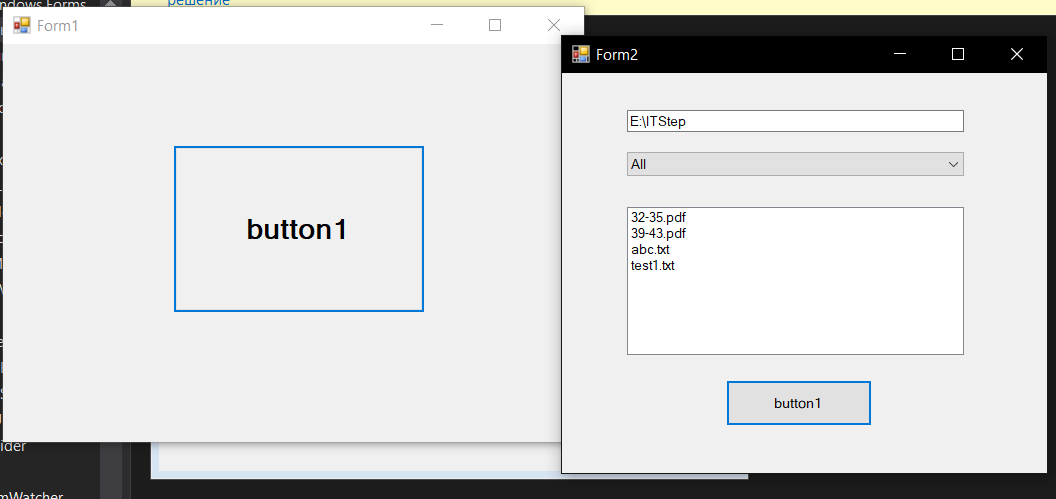 ndows Forms
решение
Form1
button1
Form2
E:\ITStep
All
32-35.pdf
39-43.pdf
abc.txt
test1.txt
button1
ider
mWatcher